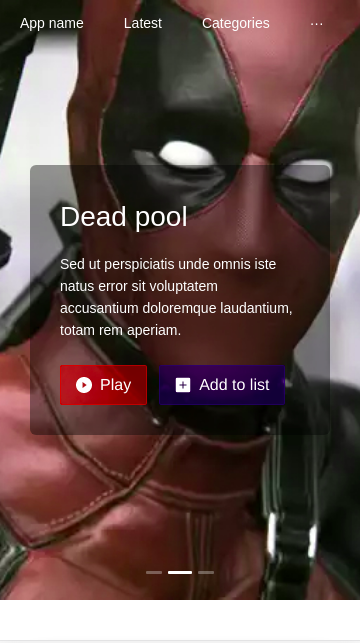 App name Latest Categories ...
Dead pool
Sed ut perspiciatis unde omnis iste
natus error sit voluptatem
accusantium doloremque laudantium,
totam rem aperiam.
Play Add to list